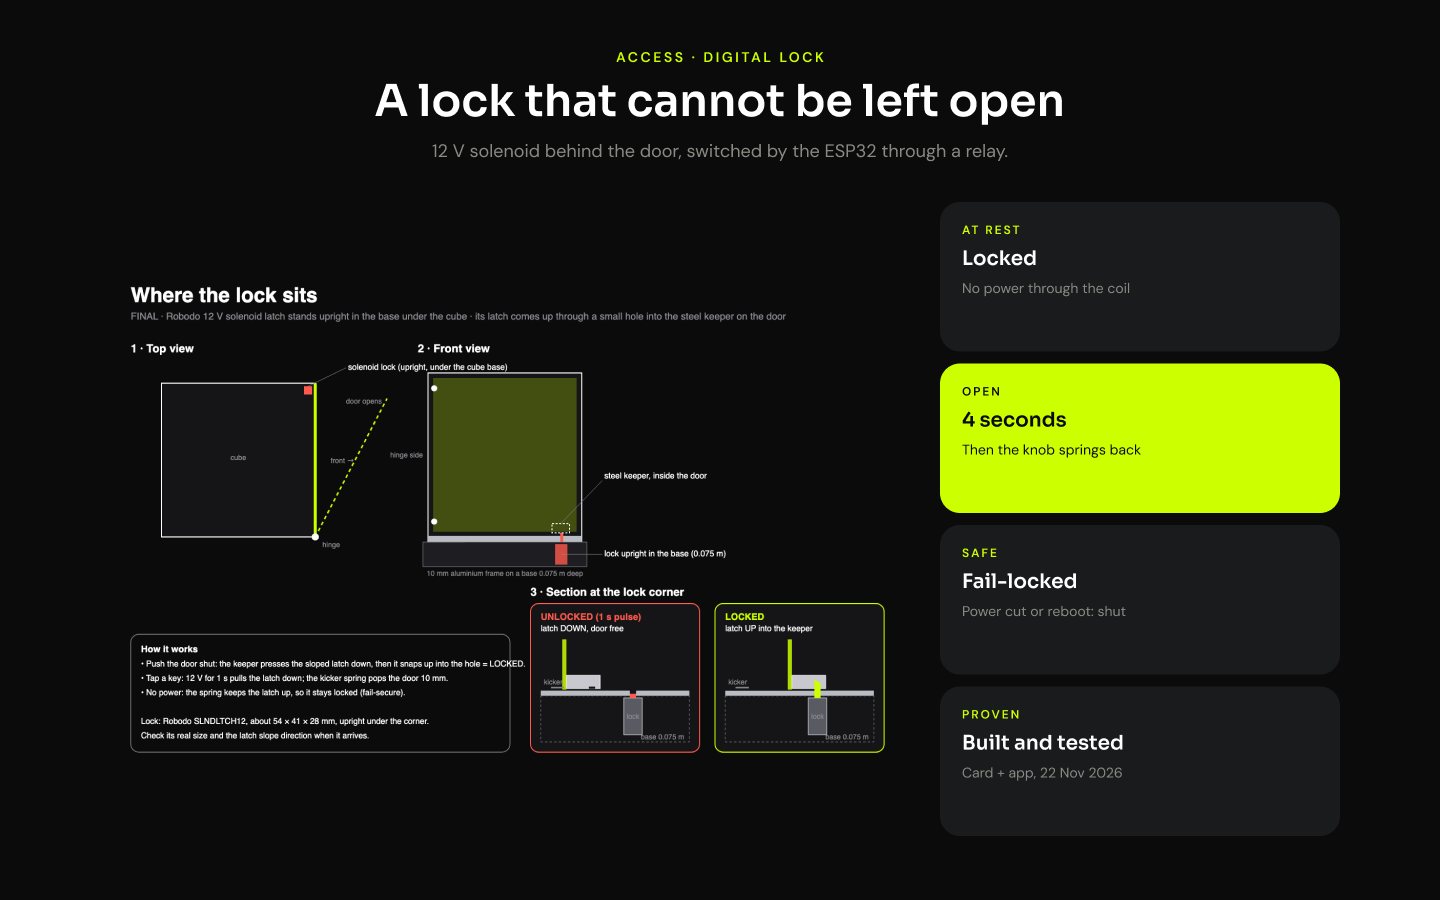 ACCESS · DIGITAL LOCK
A lock that cannot be left open
12 V solenoid behind the door, switched by the ESP32 through a relay.
Where the lock sits
FINAL · Robodo 12 V solenoid latch stands upright in the base under the cube · its latch comes up through a small hole into the steel keeper on the door
1 · Top view
2 · Front view
solenoid lock (upright, under the cube base)
door opens
cube
front →
hinge side
hinge
steel keeper, inside the door
lock upright in the base (0.075 m)
10 mm aluminium frame on a base 0.075 m deep
3 · Section at the lock corner
UNLOCKED (1 s pulse)
latch DOWN, door free
kicker
lock
base 0.075 m
LOCKED
latch UP into the keeper
kicker
lock
base 0.075 m
How it works
• Push the door shut: the keeper presses the sloped latch down, then it snaps up into the hole = LOCKED.
• Tap a key: 12 V for 1 s pulls the latch down; the kicker spring pops the door 10 mm.
• No power: the spring keeps the latch up, so it stays locked (fail-secure).
Lock: Robodo SLNDLTCH12, about 54 × 41 × 28 mm, upright under the corner.
Check its real size and the latch slope direction when it arrives.
AT REST
Locked
No power through the coil
OPEN
4 seconds
Then the knob springs back
SAFE
Fail-locked
Power cut or reboot: shut
PROVEN
Built and tested
Card + app, 22 Nov 2026